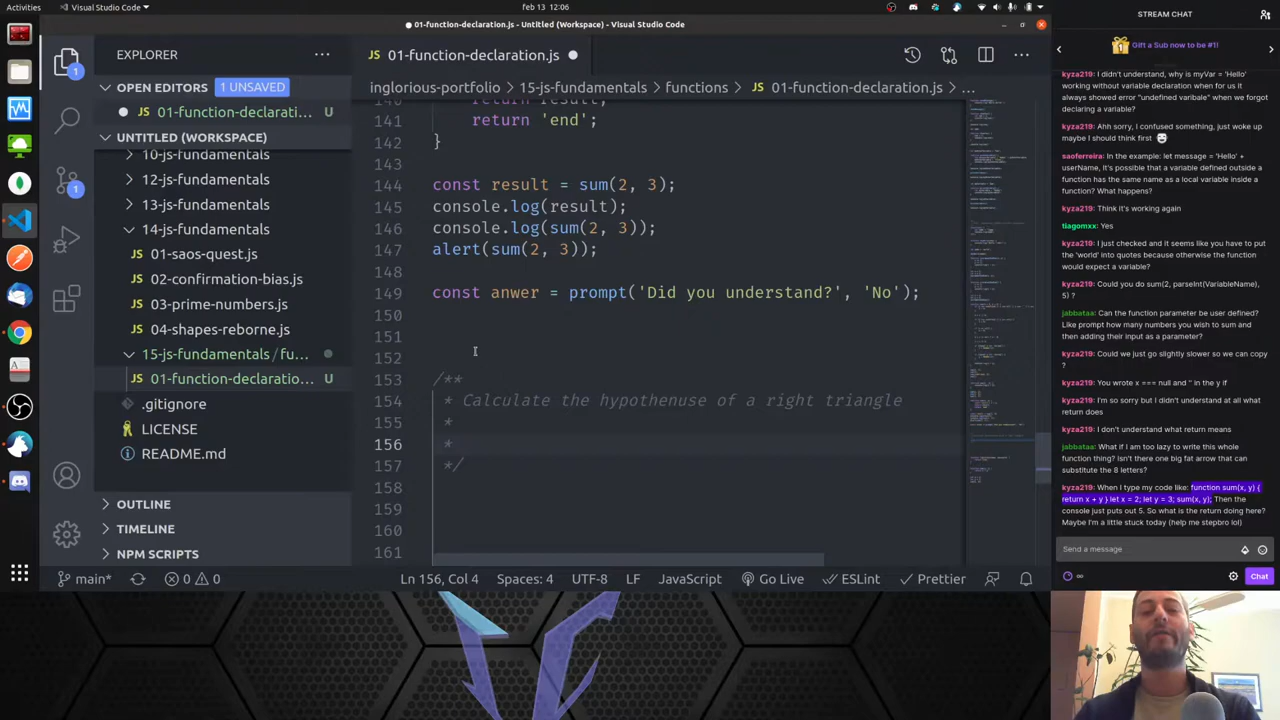 Activities
Visual Studio Code
feb 13 12:06
● 01-function-declaration.js - Untitled (Workspace) - Visual Studio Code
EXPLORER
OPEN EDITORS
1 UNSAVED
01-function-declarati...
U
UNTITLED (WORKSPACE)
10-js-fundamentals
12-js-fundamentals
13-js-fundamentals
14-js-fundamentals
03-prime-numbers.js
04-shapes-reborn.js
15-js-fundamentals
01-function-declaratio...
U
.gitignore
LICENSE
README.md
OUTLINE
TIMELINE
NPM SCRIPTS
01-function-declaration.js
15-js-fundamentals
functions
01-function-declaration.js
...
140 return result;
141 return 'end';
142
143
144 const result = sum(2, 3);
145
146 console.log(sum(2, 3));
147 alert(sum(2, 3));
148
149 const anwser = prompt('Did you understand?', 'No');
150
151
152
153 /**
154 * Calculate the hypothenuse of a right triangle
155
156 *
157 */
158
159
160
161
main*
0
0
Ln 156, Col 4
Spaces: 4
UTF-8
LF
JavaScript
Go Live
ESLint
Prettier
STREAM CHAT
Gift a Sub now to be #1!
kyza219: I didn't understand, why is myVar = 'Hello'
working without variable declaration when for us it
always showed error "undefined varibale" when we forgot
declaring a variable?
kyza219: Ahh sorry, I confused something, just woke up
maybe I should think first
saoferreira: In the example: let message = 'Hello' +
userName, it's possible that a variable defined outside a
function has the same name as a local variable inside a
function? What happens?
kyza219: Think it's working again
tiagomxx: Yes
kyza219: I just checked and it seems like you have to put
the 'world' into quotes because otherwise the function
would expect a variable?
kyza219: Could you do sum(2, parseInt(VariableName),
5) ?
jabbataa: Can the function parameter be user defined?
Like prompt how many numbers you wish to sum and
then adding their input as a parameter?
kyza219: Could we just go slightly slower so we can copy
?
kyza219: You wrote x === null and '' in the y if
kyza219: I'm so sorry but I didn't understand at all what
return does
kyza219: I don't understand what return means
jabbataa: What if I am too lazy to write this whole
function thing? Isn't there one big fat arrow that can
substitute the 8 letters?
kyza219: When I type my code like: function sum(x, y) {
return x + y } let x = 2; let y = 3; sum(x, y); Then the
console just puts out 5. So what is the return doing here?
Maybe I'm a little stuck today (help me stepbro lol)
Send a message
Chat